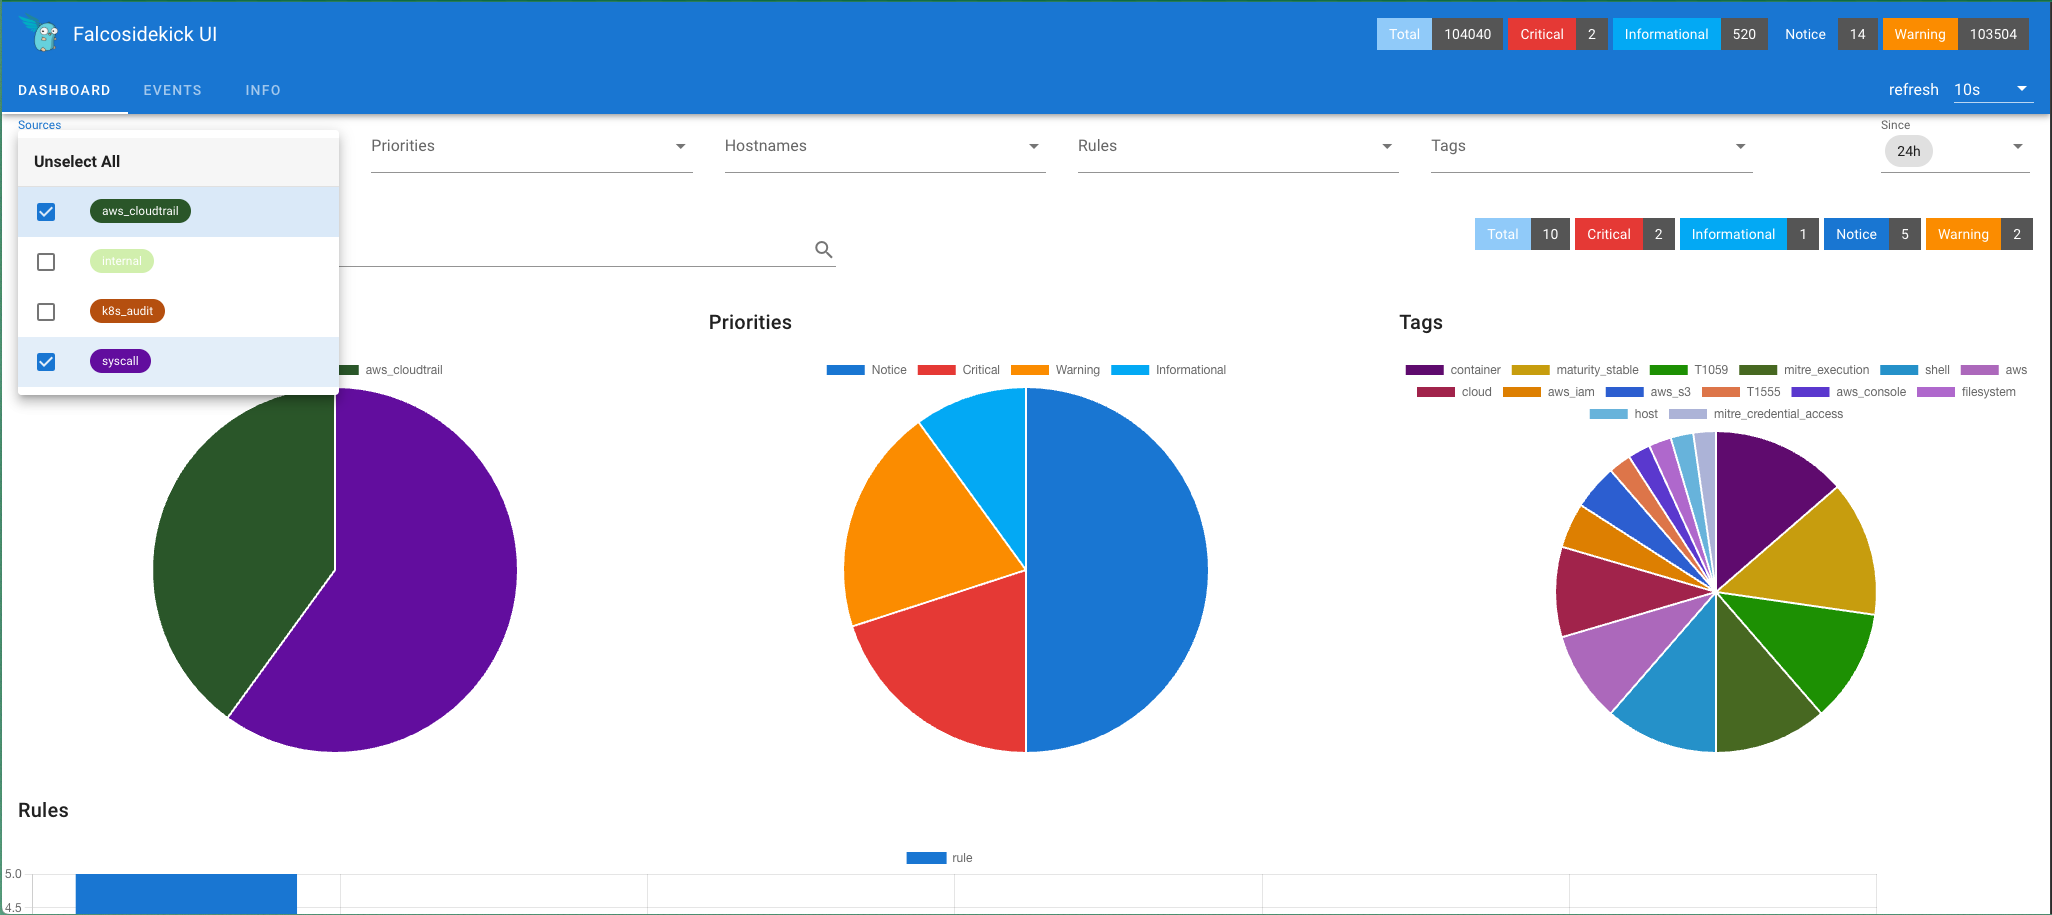 Falcosidekick UI
Total 104040 Critical 2 Informational 520 Notice 14 Warning 103504
DASHBOARD EVENTS INFO
refresh 10s
Sources
Unselect All
aws_cloudtrail
internal
k8s_audit
syscall
Priorities Hostnames Rules Tags
Since
24h
Total 10 Critical 2 Informational 1 Notice 5 Warning 2
aws_cloudtrail
Priorities
Notice Critical Warning Informational
Tags
container maturity_stable T1059 mitre_execution shell aws
cloud aws_iam aws_s3 T1555 aws_console filesystem
host mitre_credential_access
Rules
rule
5.0
4.5